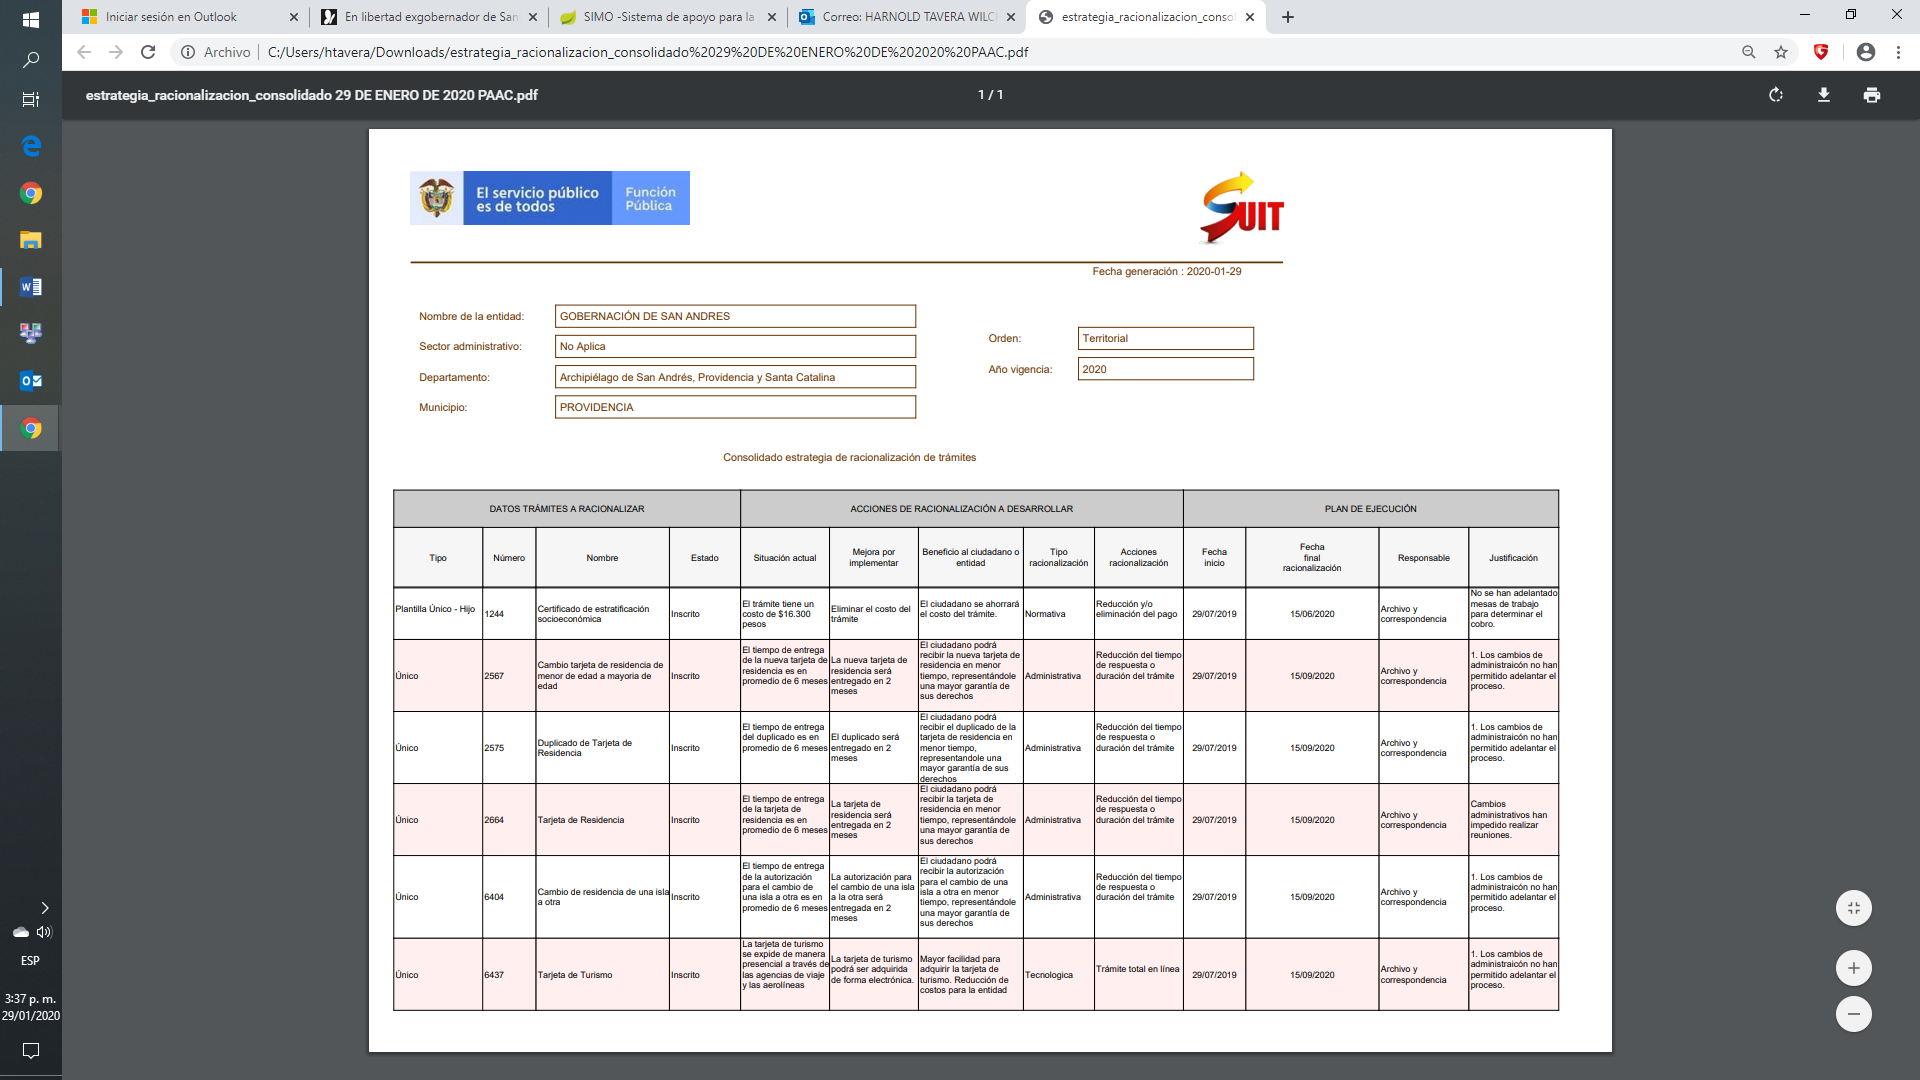 Iniciar sesión en Outlook
En libertad exgobernador de San
SIMO -Sistema de apoyo para la
Correo: HARNOLD TAVERA WILC
estrategia_racionalizacion_conso
Archivo
C:/Users/htavera/Downloads/estrategia_racionalizacion_consolidado%2029%20DE%20ENERO%20DE%202020%20PAAC.pdf
estrategia_racionalizacion_consolidado 29 DE ENERO DE 2020 PAAC.pdf
1 / 1
El servicio público
es de todos
Función
Pública
SUIT
Fecha generación : 2020-01-29
Nombre de la entidad:
GOBERNACIÓN DE SAN ANDRES
Sector administrativo:
No Aplica
Departamento:
Archipiélago de San Andrés, Providencia y Santa Catalina
Municipio:
PROVIDENCIA
Orden:
Territorial
Año vigencia:
2020
Consolidado estrategia de racionalización de trámites
DATOS TRÁMITES A RACIONALIZAR
ACCIONES DE RACIONALIZACIÓN A DESARROLLAR
PLAN DE EJECUCIÓN
Tipo
Número
Nombre
Estado
Situación actual
Mejora por
implementar
Beneficio al ciudadano o
entidad
Tipo
racionalización
Acciones
racionalización
Fecha
inicio
Fecha
final
racionalización
Responsable
Justificación
Plantilla Único - Hijo
1244
Certificado de estratificación
socioeconómica
Inscrito
El trámite tiene un
costo de $16.300
pesos
Eliminar el costo del
trámite
El ciudadano se ahorrará
el costo del trámite.
Normativa
Reducción y/o
eliminación del pago
29/07/2019
15/06/2020
Archivo y
correspondencia
No se han adelantado
mesas de trabajo
para determinar el
cobro.
Único
2567
Cambio tarjeta de residencia de
menor de edad a mayoria de
edad
Inscrito
El tiempo de entrega
de la nueva tarjeta de
residencia es en
promedio de 6 meses
La nueva tarjeta de
residencia será
entregado en 2
meses
El ciudadano podrá
recibir la nueva tarjeta de
residencia en menor
tiempo, representándole
una mayor garantía de
sus derechos
Administrativa
Reducción del tiempo
de respuesta o
duración del trámite
29/07/2019
15/09/2020
Archivo y
correspondencia
1. Los cambios de
administraicón no han
permitido adelantar el
proceso.
Único
2575
Duplicado de Tarjeta de
Residencia
Inscrito
El tiempo de entrega
del duplicado es en
promedio de 6 meses
El duplicado será
entregado en 2
meses
El ciudadano podrá
recibir el duplicado de la
tarjeta de residencia en
menor tiempo,
representandole una
mayor garantía de sus
derechos
Administrativa
Reducción del tiempo
de respuesta o
duración del trámite
29/07/2019
15/09/2020
Archivo y
correspondencia
1. Los cambios de
administraicón no han
permitido adelantar el
proceso.
Único
2664
Tarjeta de Residencia
Inscrito
El tiempo de entrega
de la tarjeta de
residencia es en
promedio de 6 meses
La tarjeta de
residencia será
entregada en 2
meses
El ciudadano podrá
recibir la tarjeta de
residencia en menor
tiempo, representándole
una mayor garantía de
sus derechos
Administrativa
Reducción del tiempo
de respuesta o
duración del trámite
29/07/2019
15/09/2020
Archivo y
correspondencia
Cambios
administrativos han
impedido realizar
reuniones.
Único
6404
Cambio de residencia de una isla
a otra
Inscrito
El tiempo de entrega
de la autorización
para el cambio de
una isla a otra es en
promedio de 6 meses
La autorización para
el cambio de una isla
a la otra será
entregada en 2
meses
El ciudadano podrá
recibir la autorización
para el cambio de una
isla a otra en menor
tiempo, representándole
una mayor garantía de
sus derechos
Administrativa
Reducción del tiempo
de respuesta o
duración del trámite
29/07/2019
15/09/2020
Archivo y
correspondencia
1. Los cambios de
administraicón no han
permitido adelantar el
proceso.
Único
6437
Tarjeta de Turismo
Inscrito
La tarjeta de turismo
se expide de manera
presencial a través de
las agencias de viaje
y las aerolíneas
La tarjeta de turismo
podrá ser adquirida
de forma electrónica.
Mayor facilidad para
adquirir la tarjeta de
turismo. Reducción de
costos para la entidad
Tecnologica
Trámite total en línea
29/07/2019
15/09/2020
Archivo y
correspondencia
1. Los cambios de
administraicón no han
permitido adelantar el
proceso.
ESP
3:37 p. m.
29/01/2020